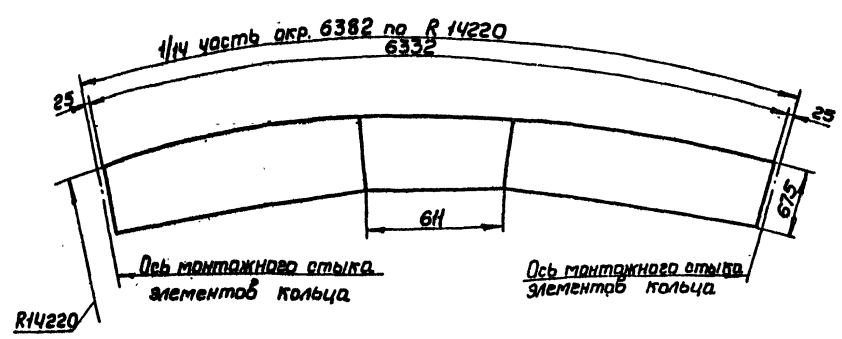 1/14 часть окр. 6382 по R 14220
6332
25
25
611
675
Ось монтажного стыка
элементов кольца
Ось монтажного стыка
элементов кольца
R14220